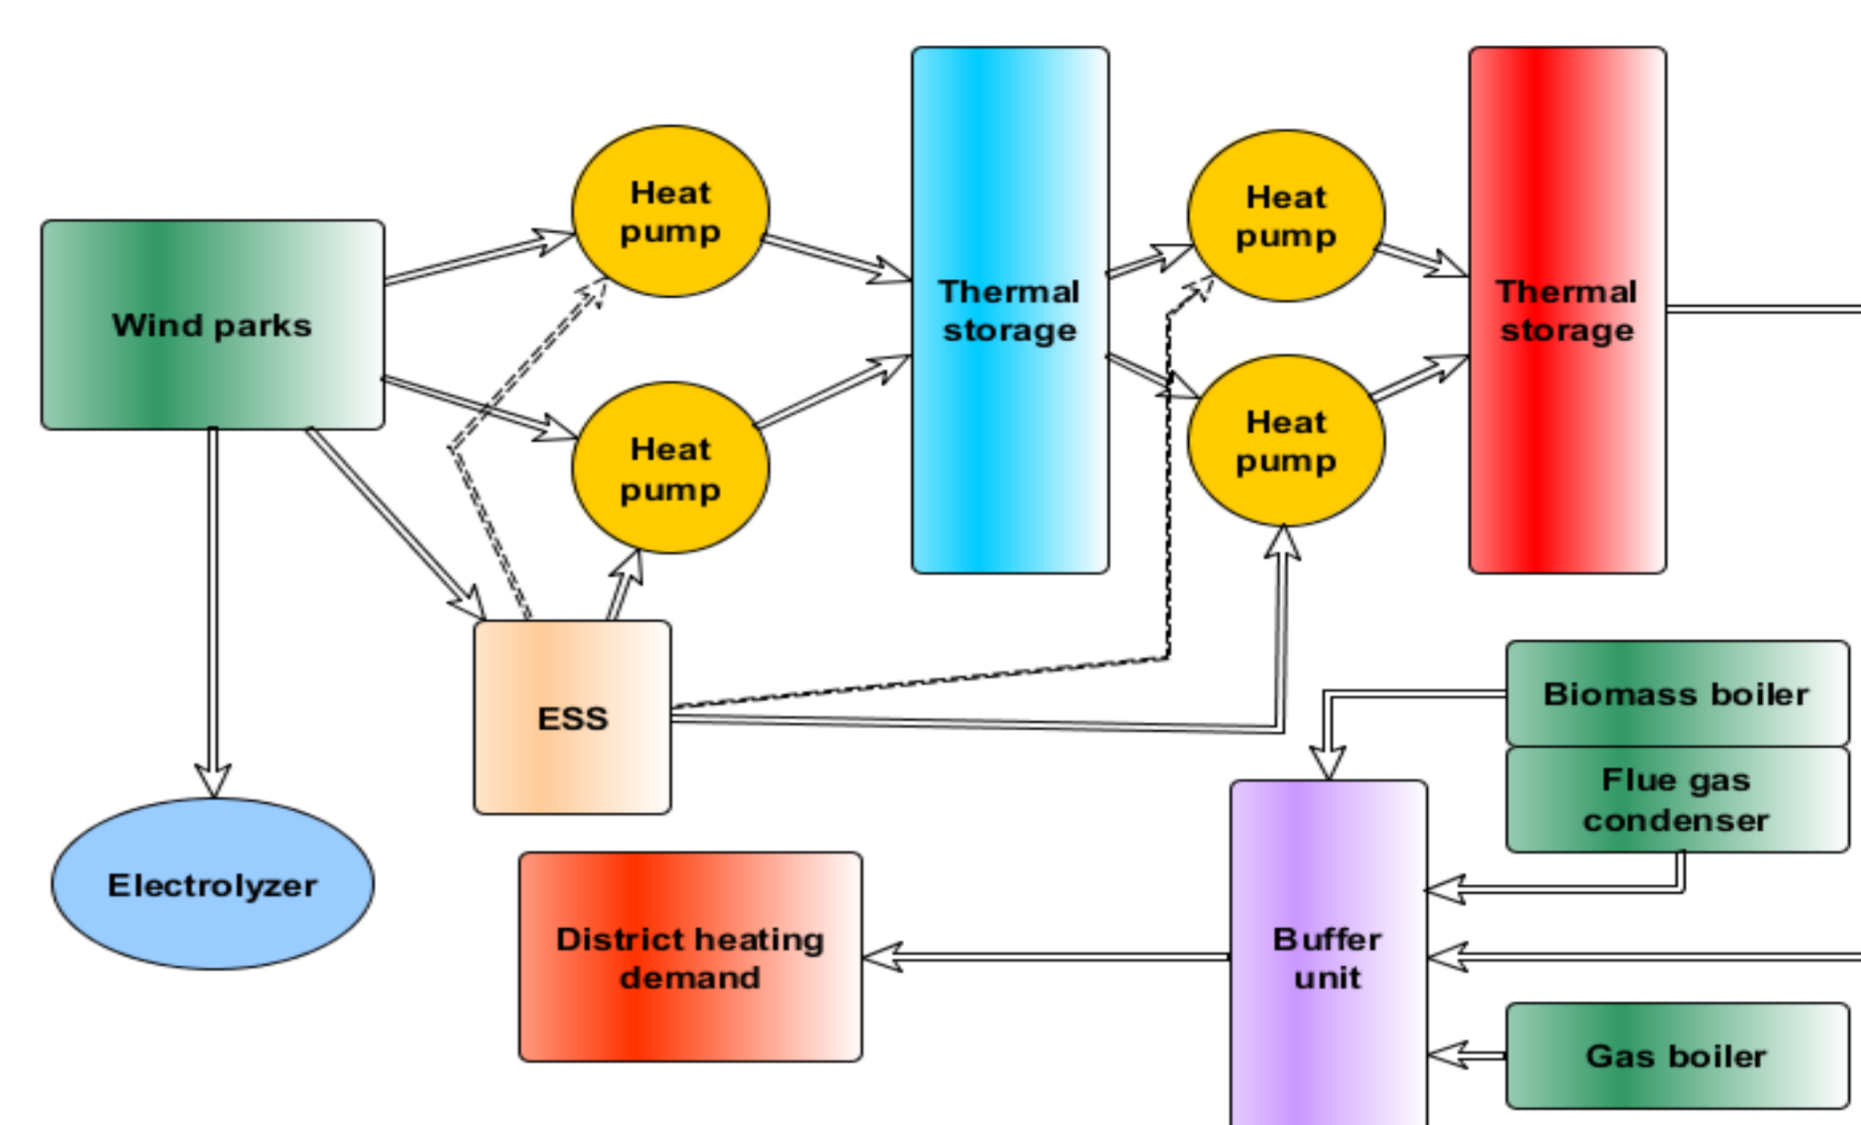 Heat
pump
Heat
pump
Wind parks
Thermal
storage
Thermal
storage
Heat
pump
Heat
pump
ESS
Biomass boiler
Flue gas
condenser
Electrolyzer
District heating
demand
Buffer
unit
Gas boiler